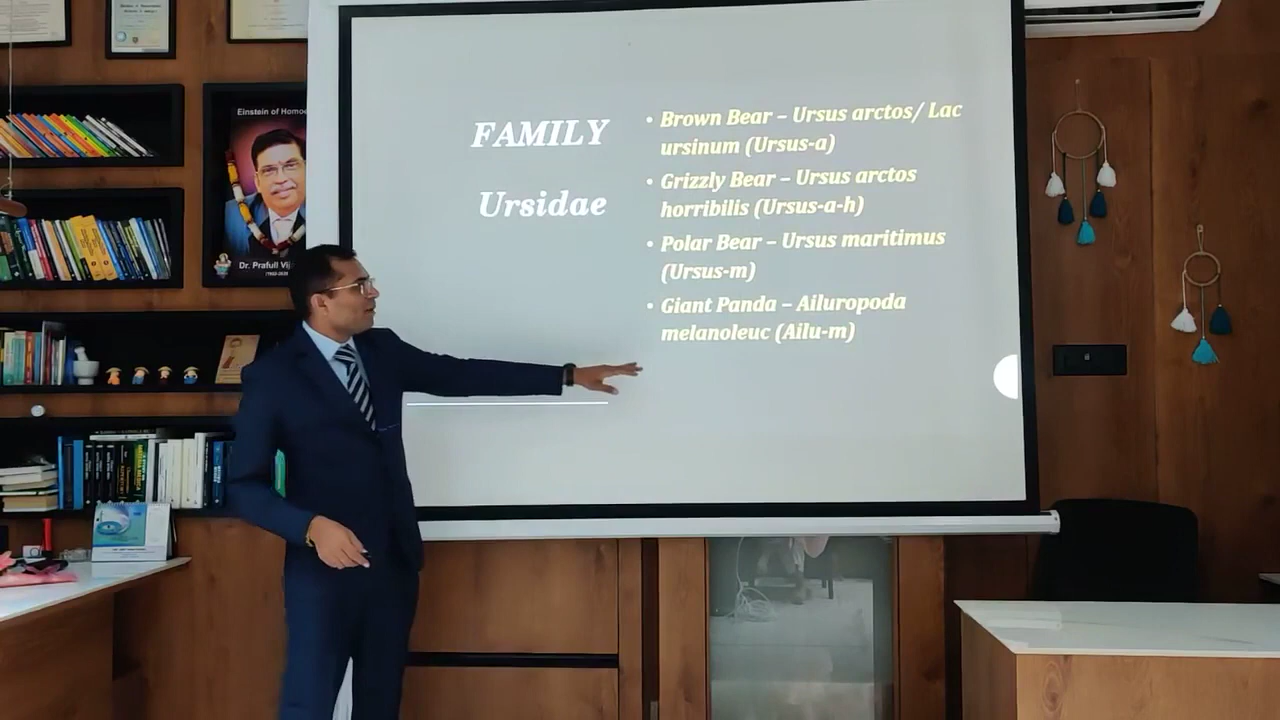 Einstein of Homoe
Dr. Prafull Vij
FAMILY
Ursidae
• Brown Bear – Ursus arctos/ Lac
ursinum (Ursus-a)
• Grizzly Bear – Ursus arctos
horribilis (Ursus-a-h)
• Polar Bear – Ursus maritimus
(Ursus-m)
• Giant Panda – Ailuropoda
melanoleuc (Ailu-m)